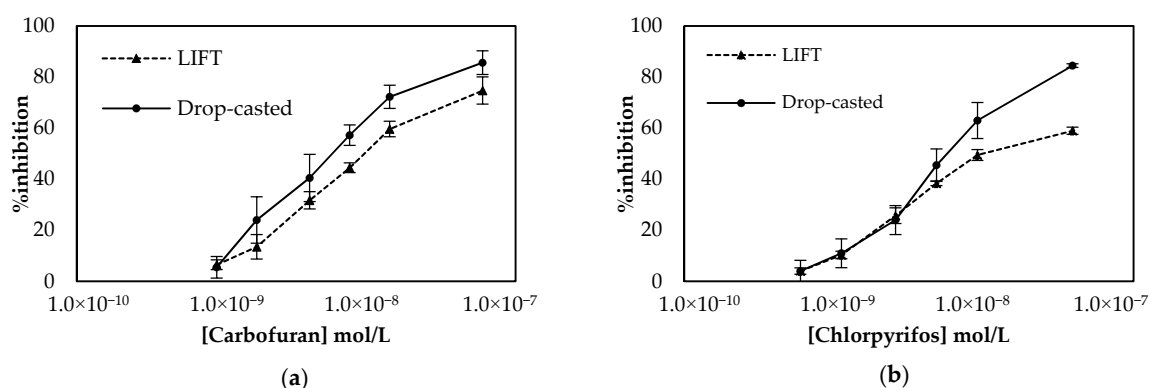 100
80
60
40
20
0
%inhibition
LIFT
Drop-casted
1.0×10⁻¹⁰ 1.0×10⁻⁹ 1.0×10⁻⁸ 1.0×10⁻⁷
[Carbofuran] mol/L
(a)
100
80
60
40
20
0
%inhibition
LIFT
Drop-casted
1.0×10⁻¹⁰ 1.0×10⁻⁹ 1.0×10⁻⁸ 1.0×10⁻⁷
[Chlorpyrifos] mol/L
(b)